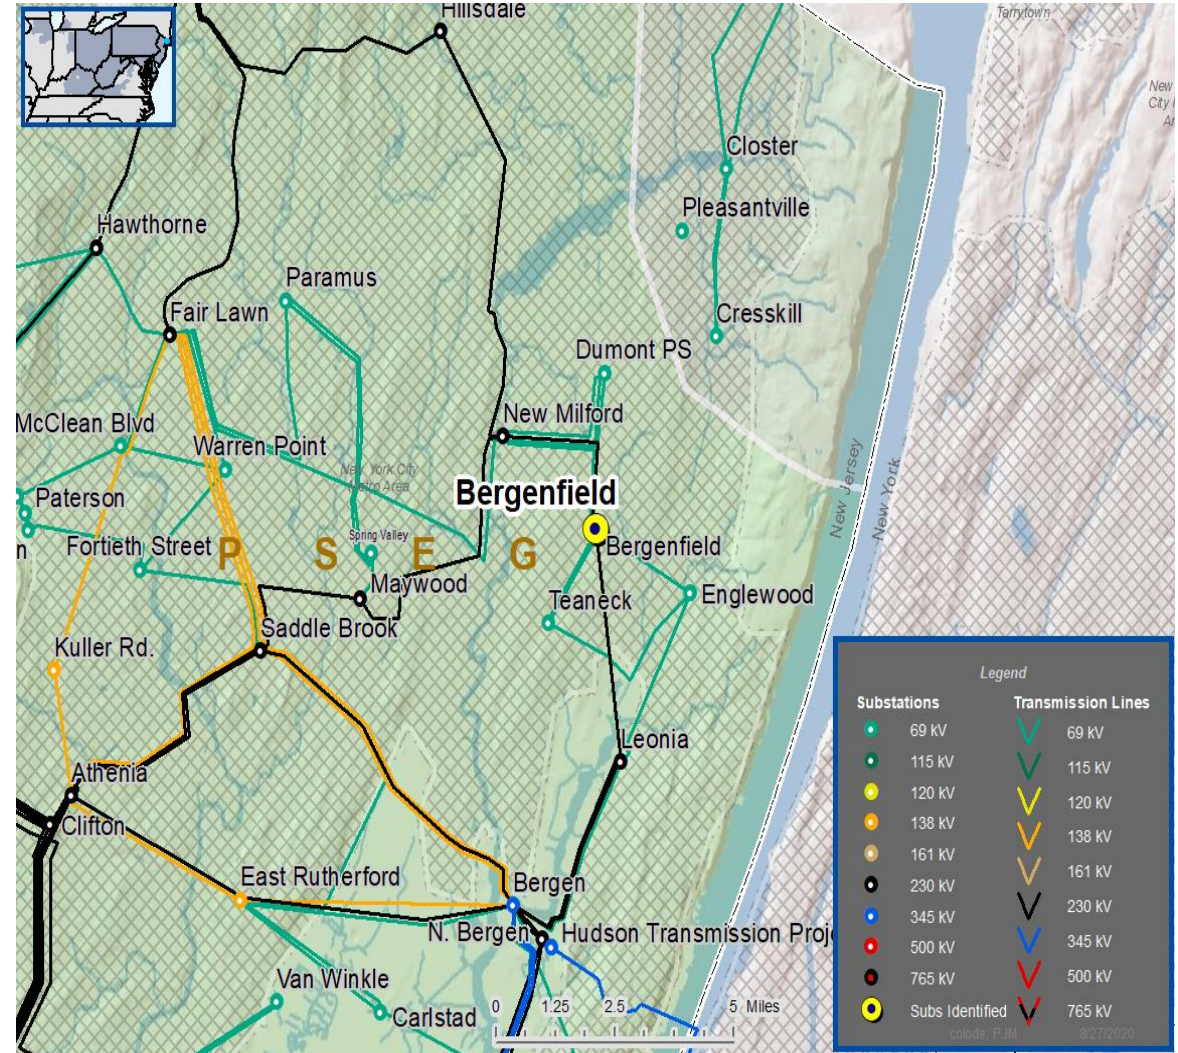 Hillsdale
Tarrytown
New
City
Closter
Pleasantville
Hawthorne
Paramus
Fair Lawn
Cresskill
Dumont PS
McClean Blvd
New Milford
Warren Point
New York City
Metro Area
Bergenfield
Paterson
New Jersey
New York
n
Fortieth Street
P S E G
Spring Valley
Bergenfield
Maywood
Teaneck
Englewood
Saddle Brook
Kuller Rd.
Leonia
Athenia
Clifton
East Rutherford
Bergen
N. Bergen
Hudson Transmission Proje
Van Winkle
Carlstad
0 1.25 2.5 5 Miles
Legend
Substations Transmission Lines
69 kV 69 kV
115 kV 115 kV
120 kV 120 kV
138 kV 138 kV
161 kV 161 kV
230 kV 230 kV
345 kV 345 kV
500 kV 500 kV
765 kV 765 kV
Subs Identified
PJM 8/27/2020